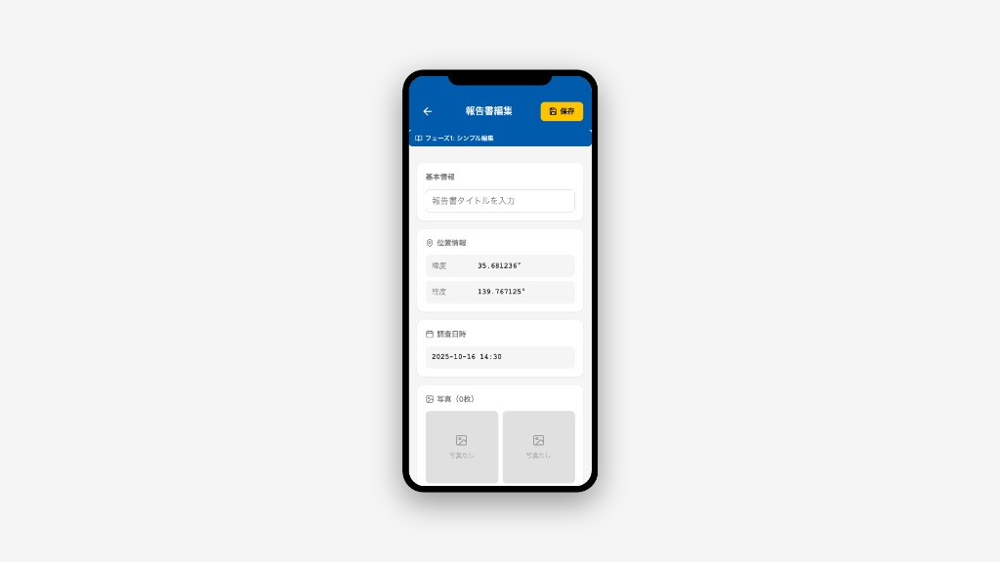 報告書編集
保存
フェーズ1: シンプル編集
基本情報
報告書タイトルを入力
位置情報
緯度 35.681236°
経度 139.767125°
調査日時
2025-10-16 14:30
写真 (0枚)
写真なし 写真なし